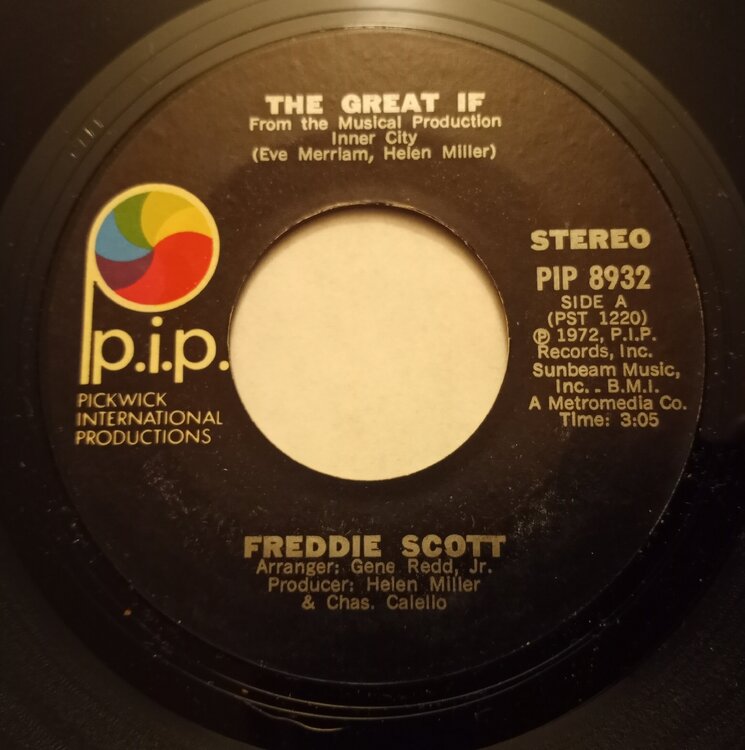 THE GREAT IF
From the Musical Production
Inner City
(Eve Merriam, Helen Miller)
p.i.p.
PICKWICK
INTERNATIONAL
PRODUCTIONS
STEREO
PIP 8932
SIDE A
(PST 1220)
℗ 1972, P.I.P.
Records, Inc.
Sunbeam Music,
Inc. - B.M.I.
A Metromedia Co.
Time: 3:05
FREDDIE SCOTT
Arranger: Gene Redd, Jr.
Producer: Helen Miller
& Chas. Calello